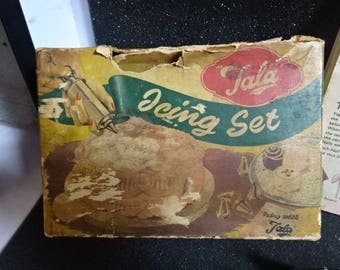 Tala
Icing Set
Icing with
Tala